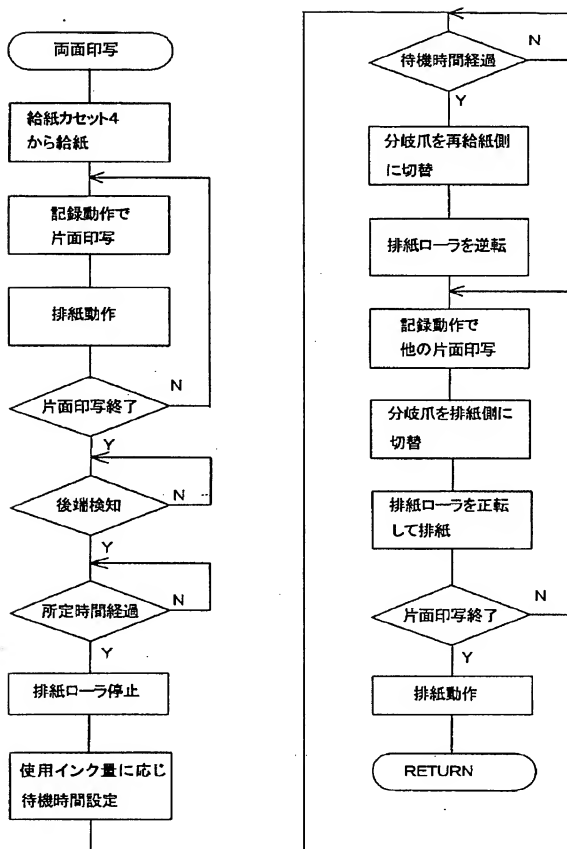 両面印写
給紙カセット4
から給紙
記録動作で
片面印写
排紙動作
片面印写終了
N
Y
後端検知
N
Y
所定時間経過
N
Y
排紙ローラ停止
使用インク量に応じ
待機時間設定
待機時間経過
N
Y
分岐爪を再給紙側
に切替
排紙ローラを逆転
記録動作で
他の片面印写
分岐爪を排紙側に
切替
排紙ローラを正転
して排紙
片面印写終了
N
Y
排紙動作
RETURN